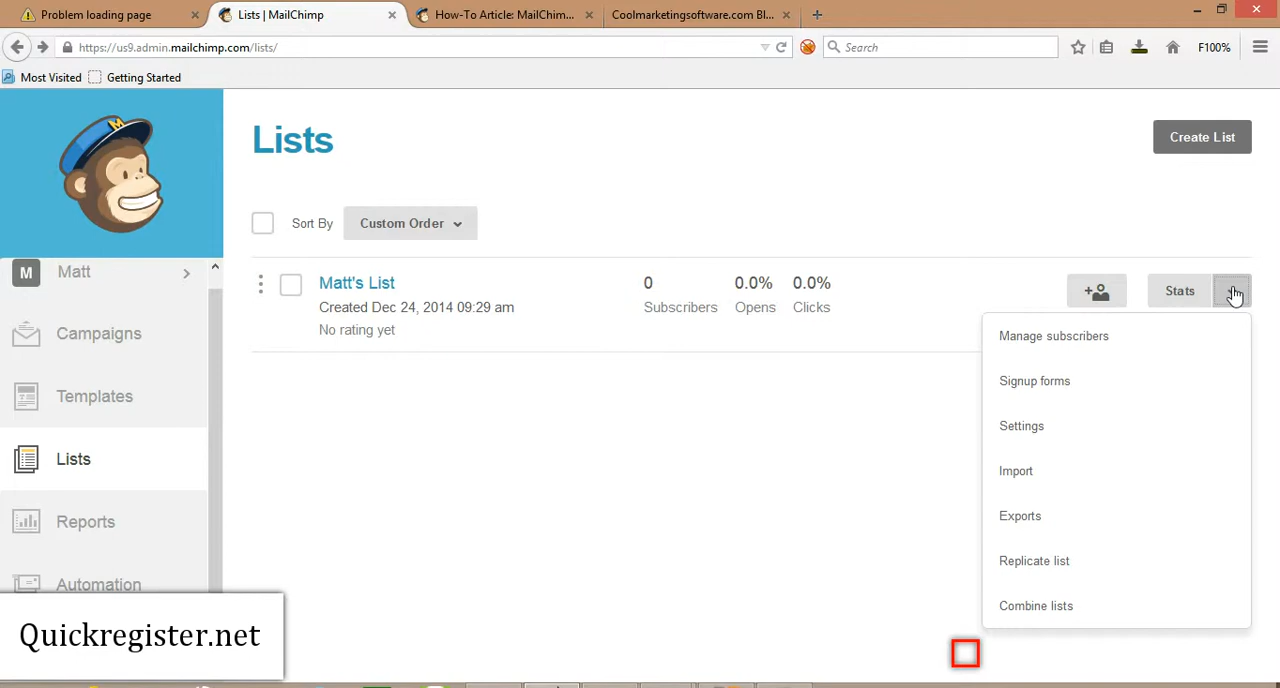 Problem loading page
Lists | MailChimp
How-To Article: MailChim...
Coolmarketingsoftware.com Bl...
https://us9.admin.mailchimp.com/lists/
Search
F100%
Most Visited
Getting Started
Lists
Create List
Sort By
Custom Order
M
Matt
Campaigns
Templates
Lists
Reports
Automation
Matt's List
Created Dec 24, 2014 09:29 am
No rating yet
0
Subscribers
0.0%
Opens
0.0%
Clicks
Stats
Manage subscribers
Signup forms
Settings
Import
Exports
Replicate list
Combine lists
Quickregister.net